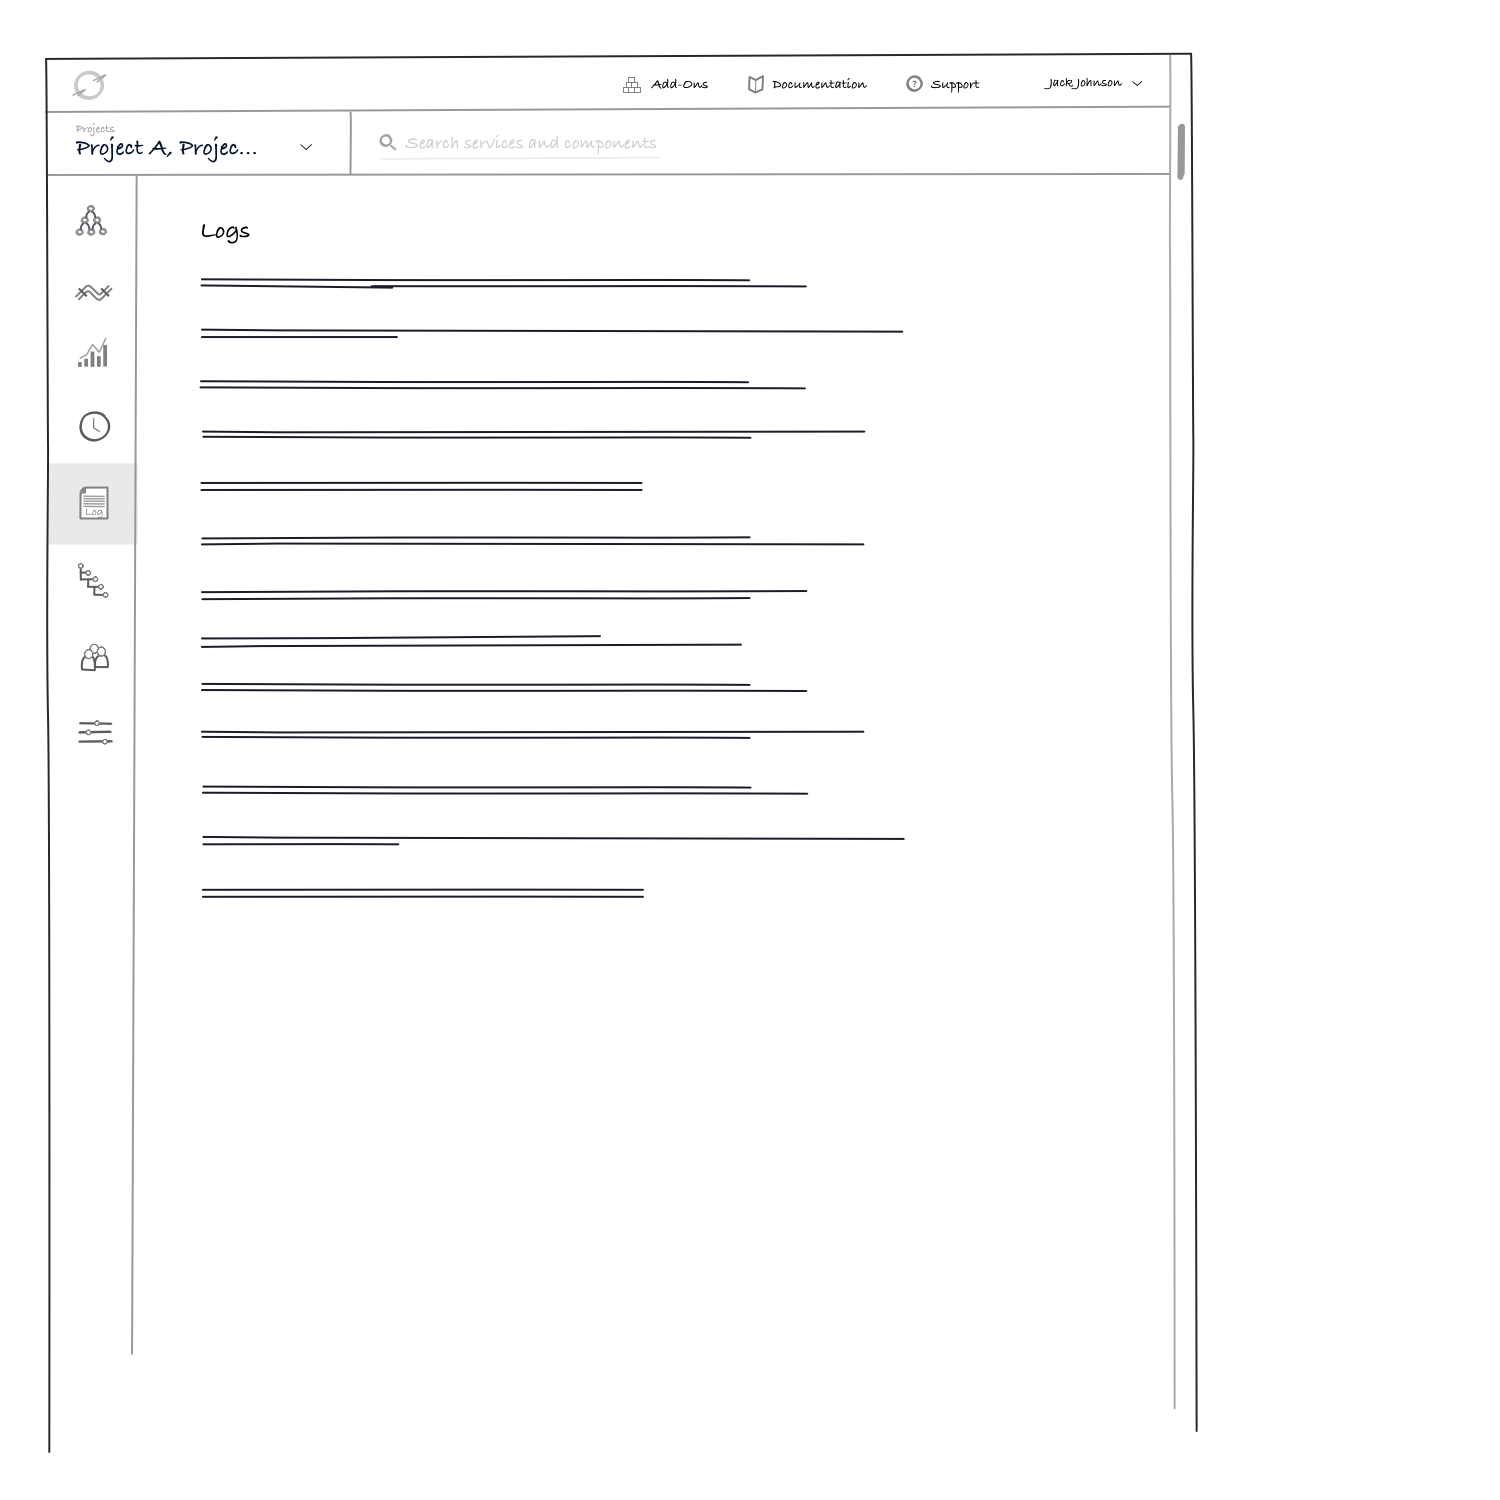 Add-Ons
Documentation
Support
Jack Johnson
Projects
Project A, Projec...
Search services and components
Logs
Log